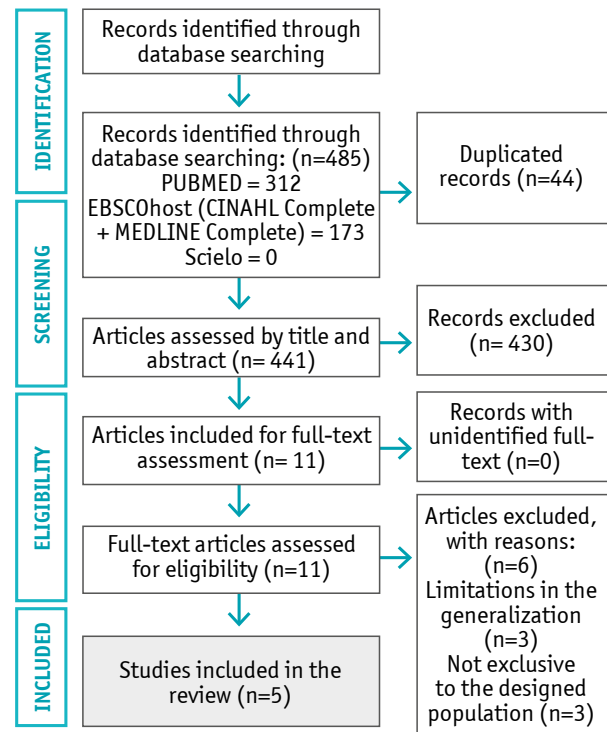 IDENTIFICATION
Records identified through
database searching
Records identified through
database searching: (n=485)
PUBMED = 312
EBSCOhost (CINAHL Complete
+ MEDLINE Complete) = 173
Scielo = 0
Duplicated
records (n=44)
SCREENING
Articles assessed by title and
abstract (n= 441)
Records excluded
(n= 430)
ELIGIBILITY
Articles included for full-text
assessment (n= 11)
Records with
unidentified full-
text (n=0)
Full-text articles assessed
for eligibility (n=11)
Articles excluded,
with reasons:
(n=6)
Limitations in the
generalization
(n=3)
Not exclusive
to the designed
population (n=3)
INCLUDED
Studies included in the
review (n=5)